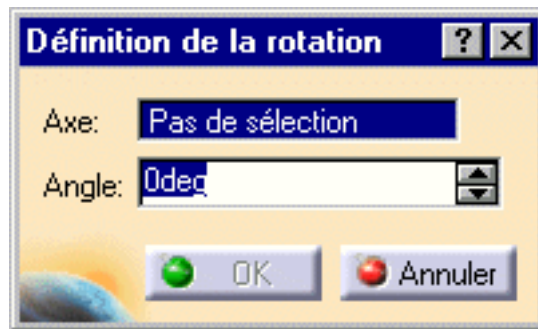 Définition de la rotation ? X
Axe: Pas de sélection
Angle: 0deg
OK Annuler